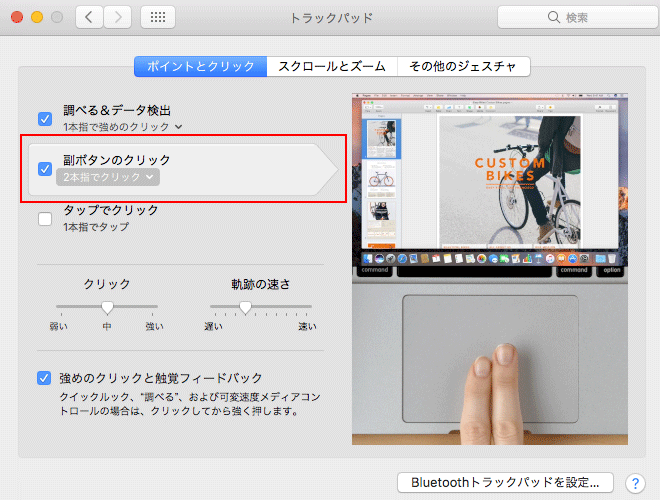 トラックパッド
検索
ポイントとクリック
スクロールとズーム
その他のジェスチャ
調べる＆データ検出
1本指で強めのクリック
副ボタンのクリック
2本指でクリック
タップでクリック
1本指でタップ
クリック
軌跡の速さ
弱い 中 強い
遅い 速い
強めのクリックと触覚フィードバック
クイックルック、“調べる”、および可変速度メディアコン
トロールの場合は、クリックしてから強く押します。
CUSTOM
BIKES
command
command
option
Bluetoothトラックパッドを設定...
?